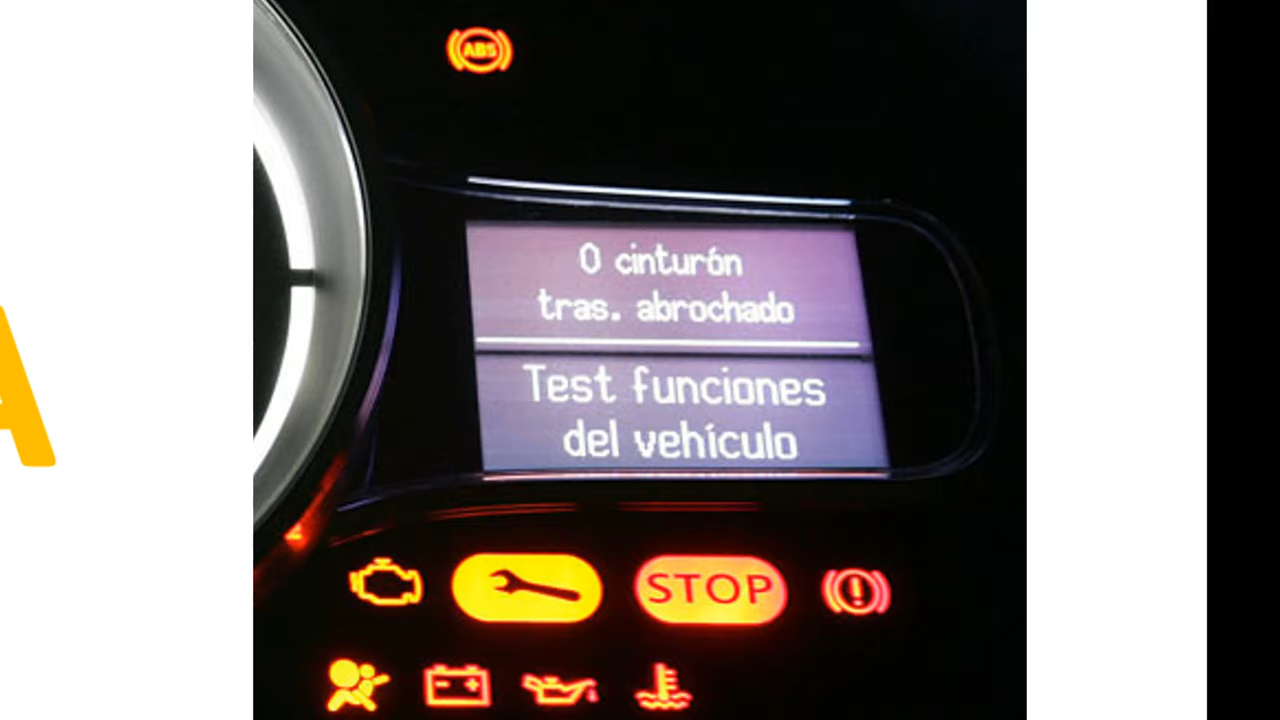 ABS
0 cinturón
tras. abrochado
Test funciones
del vehículo
STOP
A